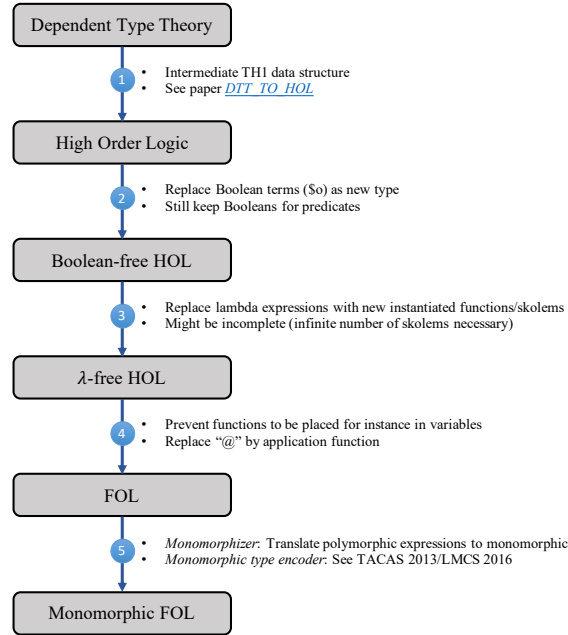 Dependent Type Theory
1
• Intermediate TH1 data structure
• See paper DTT_TO_HOL
High Order Logic
2
• Replace Boolean terms ($o) as new type
• Still keep Booleans for predicates
Boolean-free HOL
3
• Replace lambda expressions with new instantiated functions/skolems
• Might be incomplete (infinite number of skolems necessary)
λ-free HOL
4
• Prevent functions to be placed for instance in variables
• Replace “@” by application function
FOL
5
• Monomorphizer: Translate polymorphic expressions to monomorphic
• Monomorphic type encoder: See TACAS 2013/LMCS 2016
Monomorphic FOL